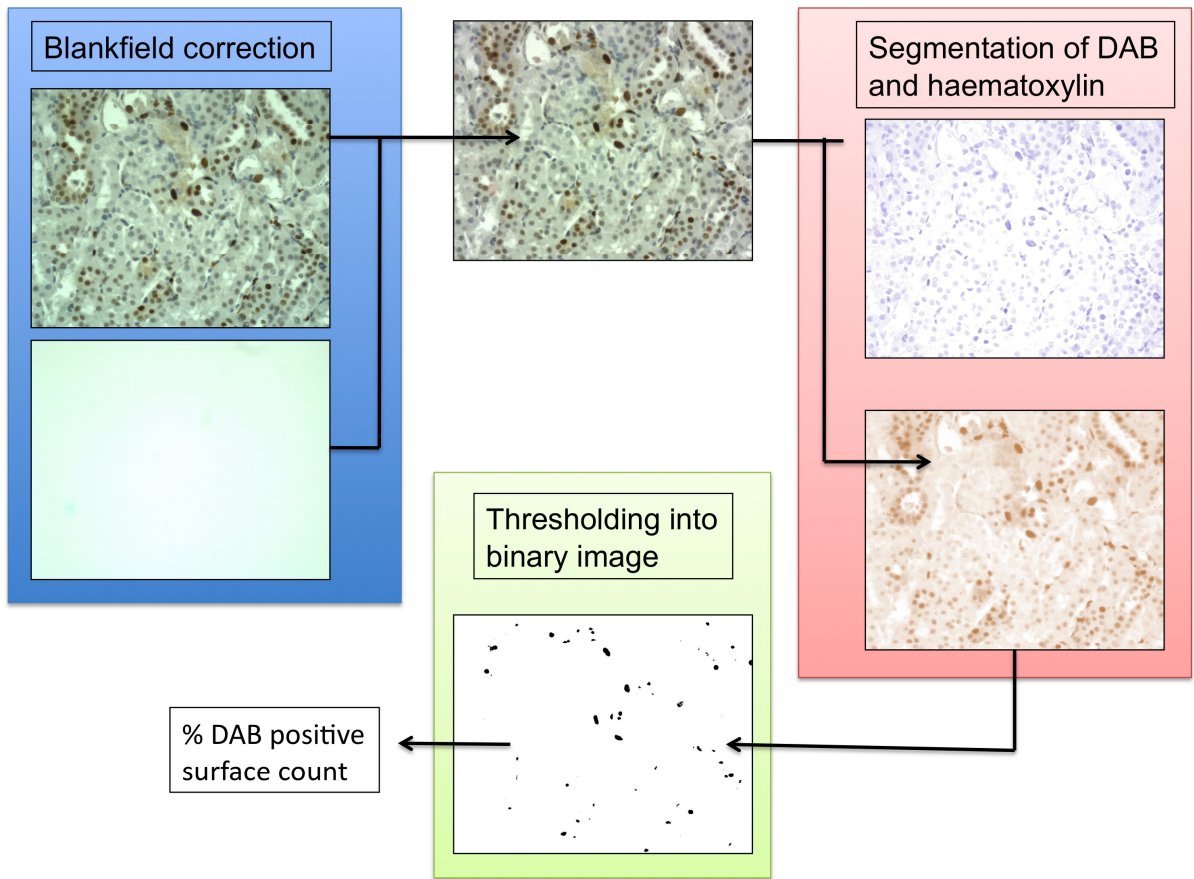 Blankfield correction
Segmentation of DAB
and haematoxylin
Thresholding into
binary image
% DAB positive
surface count